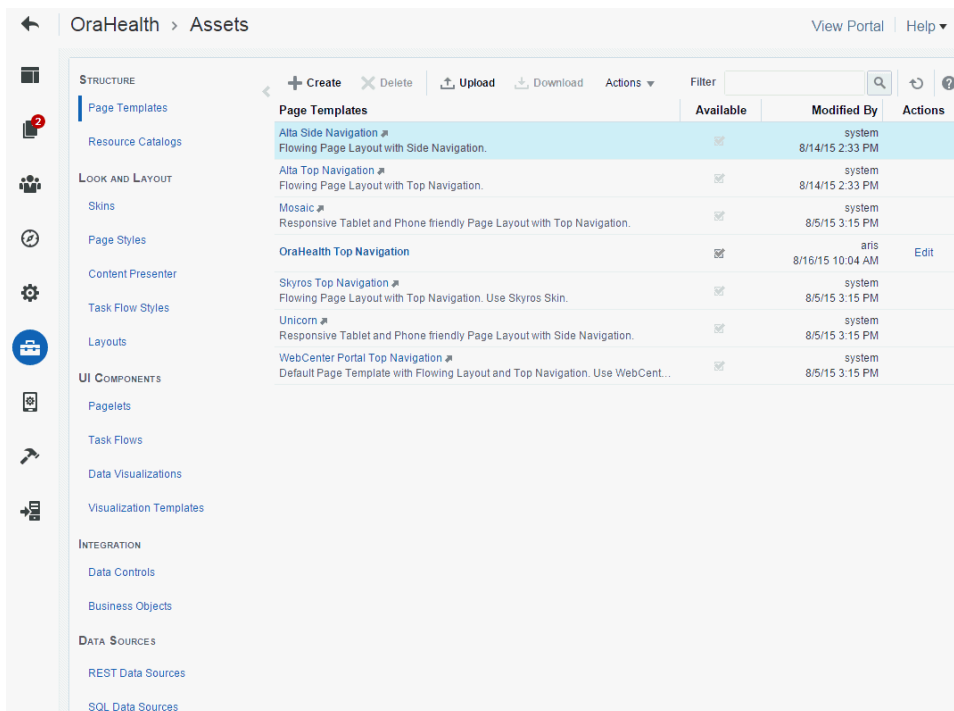 OraHealth > Assets
View Portal
Help
2
STRUCTURE
Page Templates
Resource Catalogs
LOOK AND LAYOUT
Skins
Page Styles
Content Presenter
Task Flow Styles
Layouts
UI COMPONENTS
Pagelets
Task Flows
Data Visualizations
Visualization Templates
INTEGRATION
Data Controls
Business Objects
DATA SOURCES
REST Data Sources
SQL Data Sources
Create Delete Upload Download Actions Filter
Page Templates Available Modified By Actions
Alta Side Navigation system
Flowing Page Layout with Side Navigation. 8/14/15 2:33 PM
Alta Top Navigation system
Flowing Page Layout with Top Navigation. 8/14/15 2:33 PM
Mosaic system
Responsive Tablet and Phone friendly Page Layout with Top Navigation. 8/5/15 3:15 PM
OraHealth Top Navigation aris Edit
8/16/15 10:04 AM
Skyros Top Navigation system
Flowing Page Layout with Top Navigation. Use Skyros Skin. 8/5/15 3:15 PM
Unicorn system
Responsive Tablet and Phone friendly Page Layout with Side Navigation. 8/5/15 3:15 PM
WebCenter Portal Top Navigation system
Default Page Template with Flowing Layout and Top Navigation. Use WebCent... 8/5/15 3:15 PM